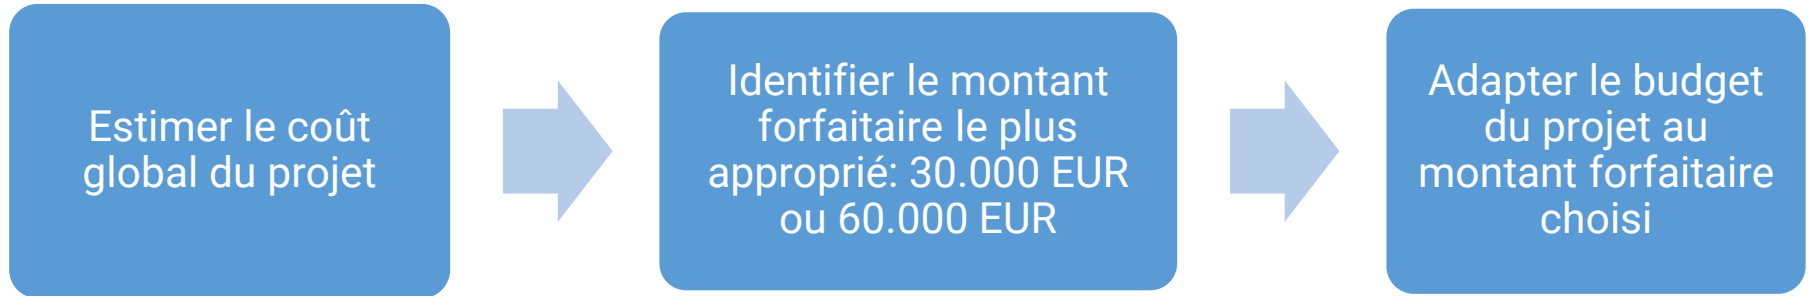 Estimer le coût
global du projet
Identifier le montant
forfaitaire le plus
approprié: 30.000 EUR
ou 60.000 EUR
Adapter le budget
du projet au
montant forfaitaire
choisi